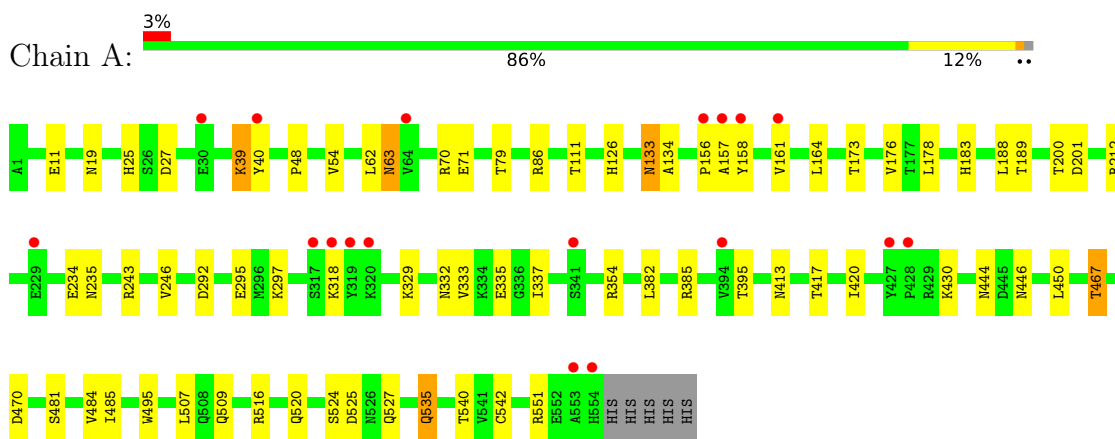 3%
Chain A:
86% 12% ••
A1 E11 N19 H25 S26 D27 E30 K39 Y40 P48 V54 L62 N63 V64 R70 E71 T79 R86 T111 H126 N133 A134 P156 A157 Y158 V161 L164 T173 V176 T177 L178 H183 L188 T189 T200 D201
E229 E234 N235 R243 V246 D292 E295 M296 K297 S317 K318 Y319 K320 K329 N332 V333 K334 E335 G336 I337 S341 R354 L382 R385 V394 T395 N413 T417 I420 Y427 P428 R429 K430 N444 D445 N446 L450 T467
D470 S481 V484 I485 W495 L507 Q508 Q509 R516 Q520 S524 D525 N526 Q527 Q535 T540 V541 C542 R551 E552 A553 H554 HIS HIS HIS HIS HIS